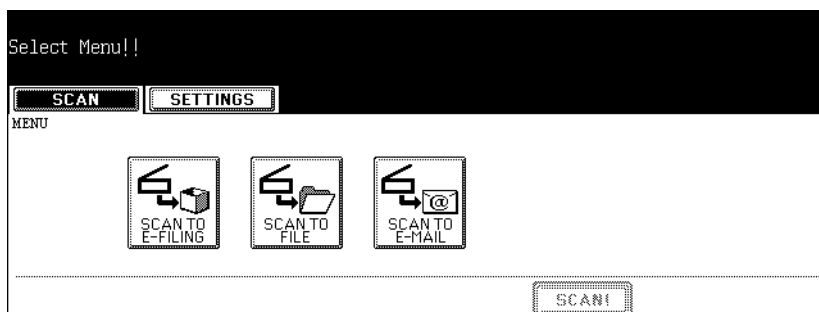 Select Menu!!
SCAN SETTINGS
MENU
SCAN TO
E-FILING
SCAN TO
FILE
@
SCAN TO
E-MAIL
SCAN!